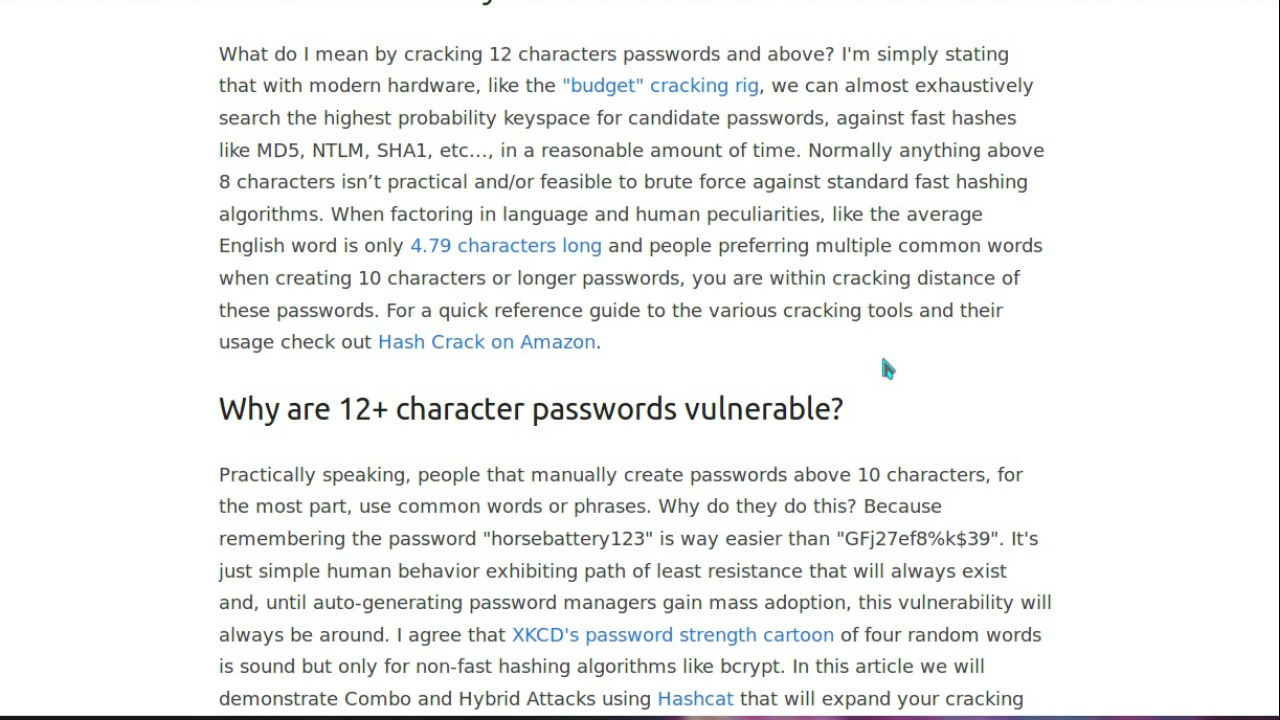 What do I mean by cracking 12 characters passwords and above? I'm simply stating
that with modern hardware, like the "budget" cracking rig, we can almost exhaustively
search the highest probability keyspace for candidate passwords, against fast hashes
like MD5, NTLM, SHA1, etc..., in a reasonable amount of time. Normally anything above
8 characters isn’t practical and/or feasible to brute force against standard fast hashing
algorithms. When factoring in language and human peculiarities, like the average
English word is only 4.79 characters long and people preferring multiple common words
when creating 10 characters or longer passwords, you are within cracking distance of
these passwords. For a quick reference guide to the various cracking tools and their
usage check out Hash Crack on Amazon.
Why are 12+ character passwords vulnerable?
Practically speaking, people that manually create passwords above 10 characters, for
the most part, use common words or phrases. Why do they do this? Because
remembering the password "horsebattery123" is way easier than "GFj27ef8%k$39". It's
just simple human behavior exhibiting path of least resistance that will always exist
and, until auto-generating password managers gain mass adoption, this vulnerability will
always be around. I agree that XKCD's password strength cartoon of four random words
is sound but only for non-fast hashing algorithms like bcrypt. In this article we will
demonstrate Combo and Hybrid Attacks using Hashcat that will expand your cracking